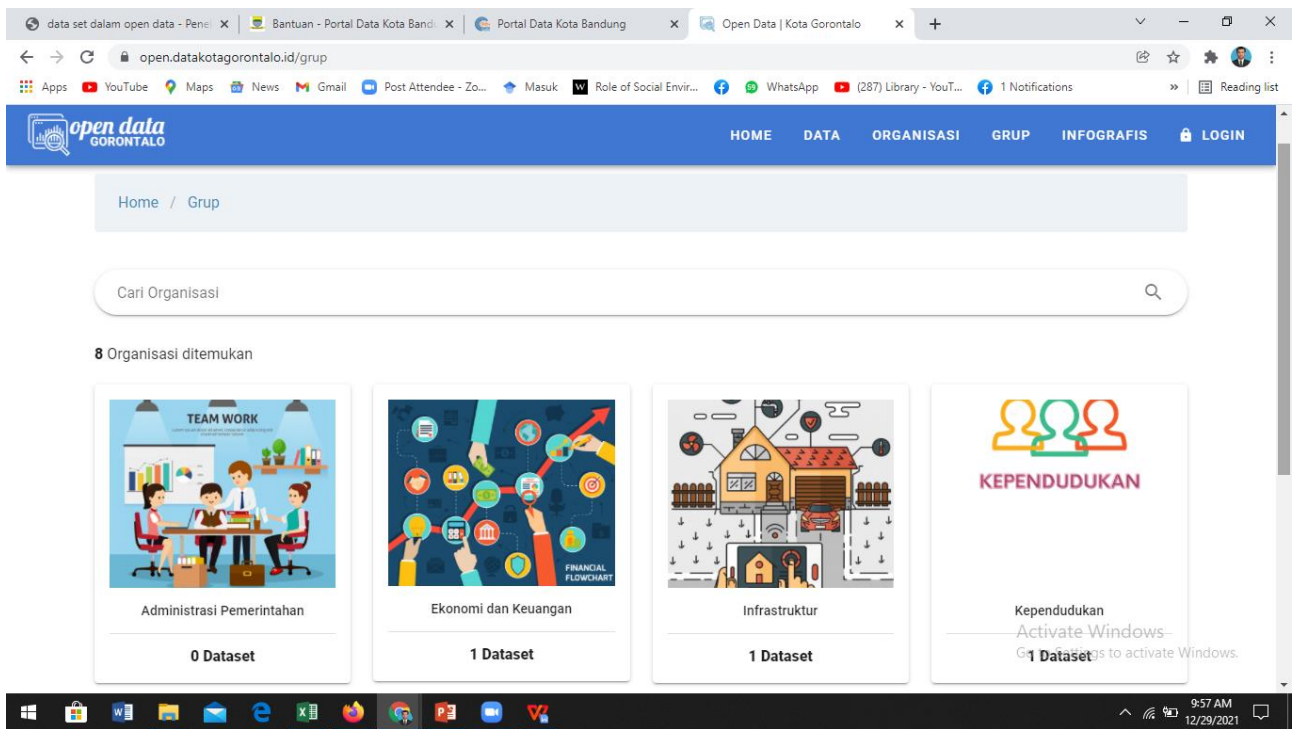 data set dalam open data - Penel
Bantuan - Portal Data Kota Bandu
Portal Data Kota Bandung
Open Data | Kota Gorontalo
open.datakotagorontalo.id/grup
Apps YouTube Maps News Gmail Post Attendee - Zo... Masuk Role of Social Envir... WhatsApp (287) Library - YouT... 1 Notifications » Reading list
open data
GORONTALO
HOME DATA ORGANISASI GRUP INFOGRAFIS LOGIN
Home / Grup
Cari Organisasi
8 Organisasi ditemukan
TEAM WORK
FINANCIAL
FLOWCHART
KEPENDUDUKAN
Administrasi Pemerintahan
Ekonomi dan Keuangan
Infrastruktur
Kependudukan
0 Dataset
1 Dataset
1 Dataset
1 Dataset
Activate Windows
Go to Settings to activate Windows.
9:57 AM
12/29/2021